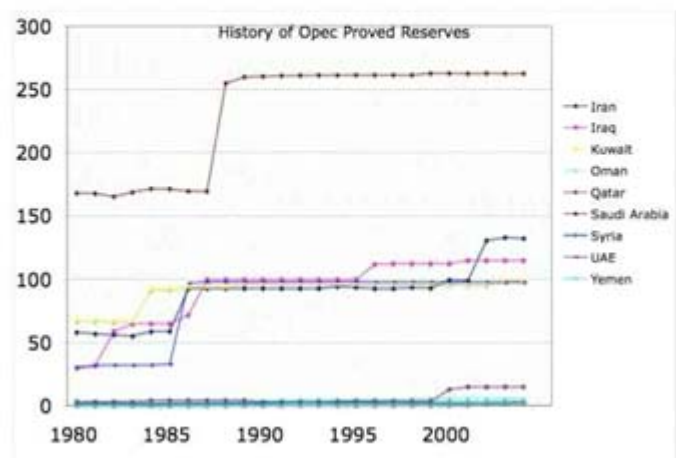 History of Opec Proved Reserves
300
250
200
150
100
50
0
1980 1985 1990 1995 2000
Iran
Iraq
Kuwait
Oman
Qatar
Saudi Arabia
Syria
UAE
Yemen